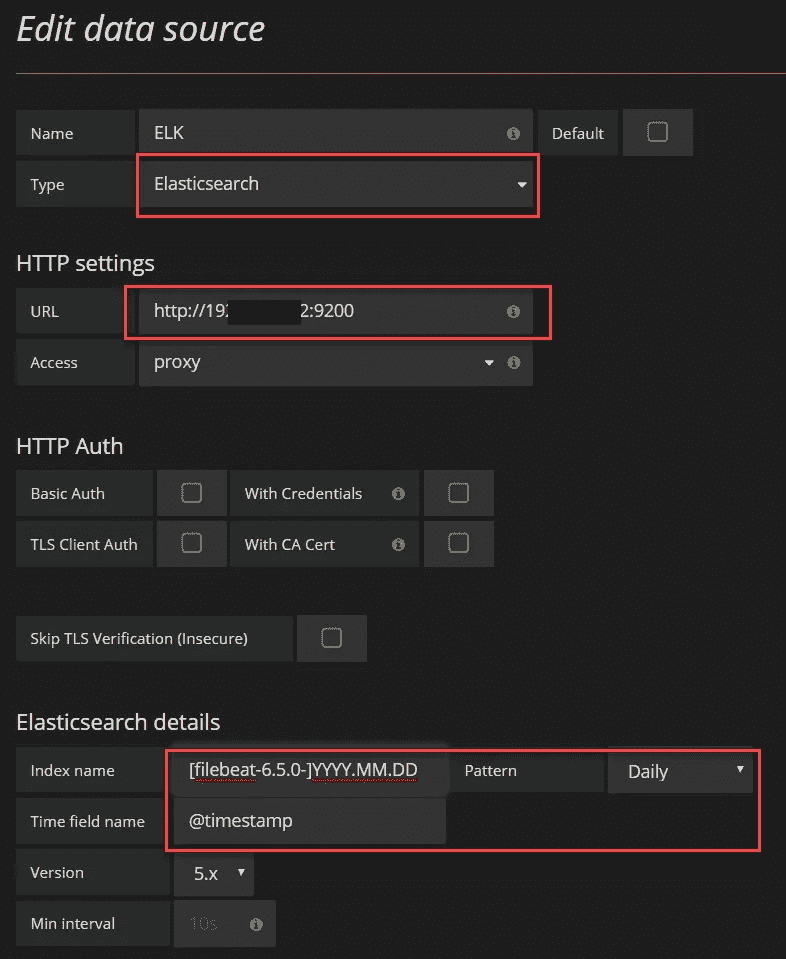 Edit data source
Name ELK Default
Type Elasticsearch
HTTP settings
URL http://192 2:9200
Access proxy
HTTP Auth
Basic Auth With Credentials
TLS Client Auth With CA Cert
Skip TLS Verification (Insecure)
Elasticsearch details
Index name [filebeat-6.5.0-]YYYY.MM.DD Pattern Daily
Time field name @timestamp
Version 5.x
Min interval 10s